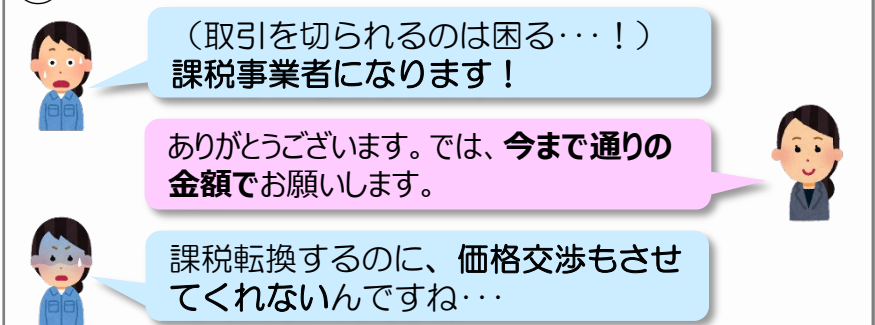 （取引を切られるのは困る･･･！）
課税事業者になります！
ありがとうございます。では、今まで通りの
金額でお願いします。
課税転換するのに、価格交渉もさせ
てくれないんですね･･･